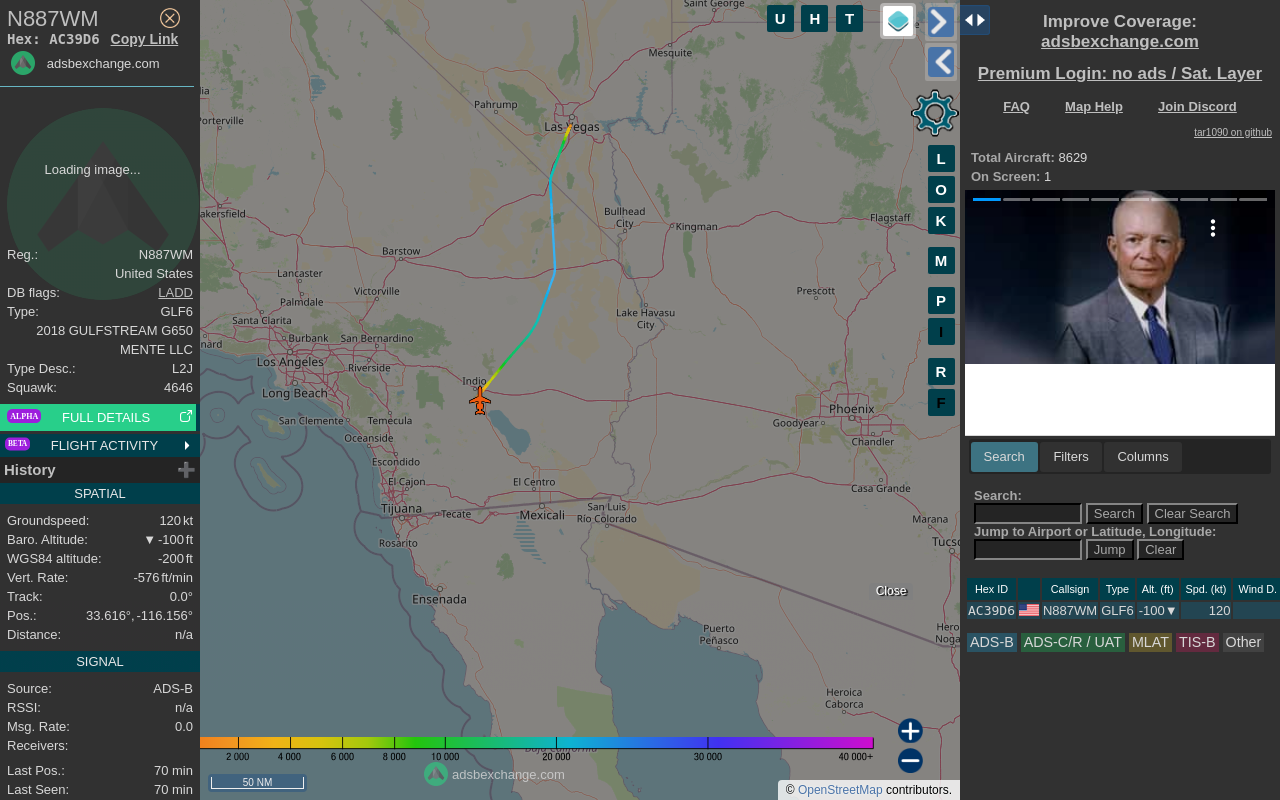 N887WM
Hex: AC39D6 Copy Link
adsbexchange.com
Loading image...
Reg.: N887WM
United States
DB flags: LADD
Type: GLF6
2018 GULFSTREAM G650
MENTE LLC
Type Desc.: L2J
Squawk: 4646
ALPHA FULL DETAILS
BETA FLIGHT ACTIVITY
History
SPATIAL
Groundspeed: 120 kt
Baro. Altitude: ▼ -100 ft
WGS84 altitude: -200 ft
Vert. Rate: -576 ft/min
Track: 0.0°
Pos.: 33.616°, -116.156°
Distance: n/a
SIGNAL
Source: ADS-B
RSSI: n/a
Msg. Rate: 0.0
Receivers:
Last Pos.: 70 min
Last Seen: 70 min
Saint George
Mesquite
Pahrump
Las Vegas
Porterville
akersfield
Bullhead
City
Kingman
Flagstaff
Barstow
Lancaster
Victorville
Palmdale
Prescott
Santa Clarita
Lake Havasu
City
nard
Burbank
San Bernardino
Los Angeles
Riverside
Indio
Long Beach
San Clemente
Temecula
Oceanside
Phoenix
Goodyear
Chandler
Escondido
El Cajon
El Centro
Casa Grande
Tijuana
Tecate
Mexicali
San Luis
Río Colorado
Marana
Rosarito
Tucso
Ensenada
Close
Puerto
Peñasco
Hero
Noga
Heroica
Caborca
Baja California
U H T
L
O
K
M
P
I
R
F
2 000 4 000 6 000 8 000 10 000 20 000 30 000 40 000+
adsbexchange.com
50 NM
© OpenStreetMap contributors.
Improve Coverage:
adsbexchange.com
Premium Login: no ads / Sat. Layer
FAQ Map Help Join Discord
tar1090 on github
Total Aircraft: 8629
On Screen: 1
Search Filters Columns
Search:
Search Clear Search
Jump to Airport or Latitude, Longitude:
Jump Clear
Hex ID Callsign Type Alt. (ft) Spd. (kt) Wind D.
AC39D6 N887WM GLF6 -100▼ 120
ADS-B ADS-C/R / UAT MLAT TIS-B Other